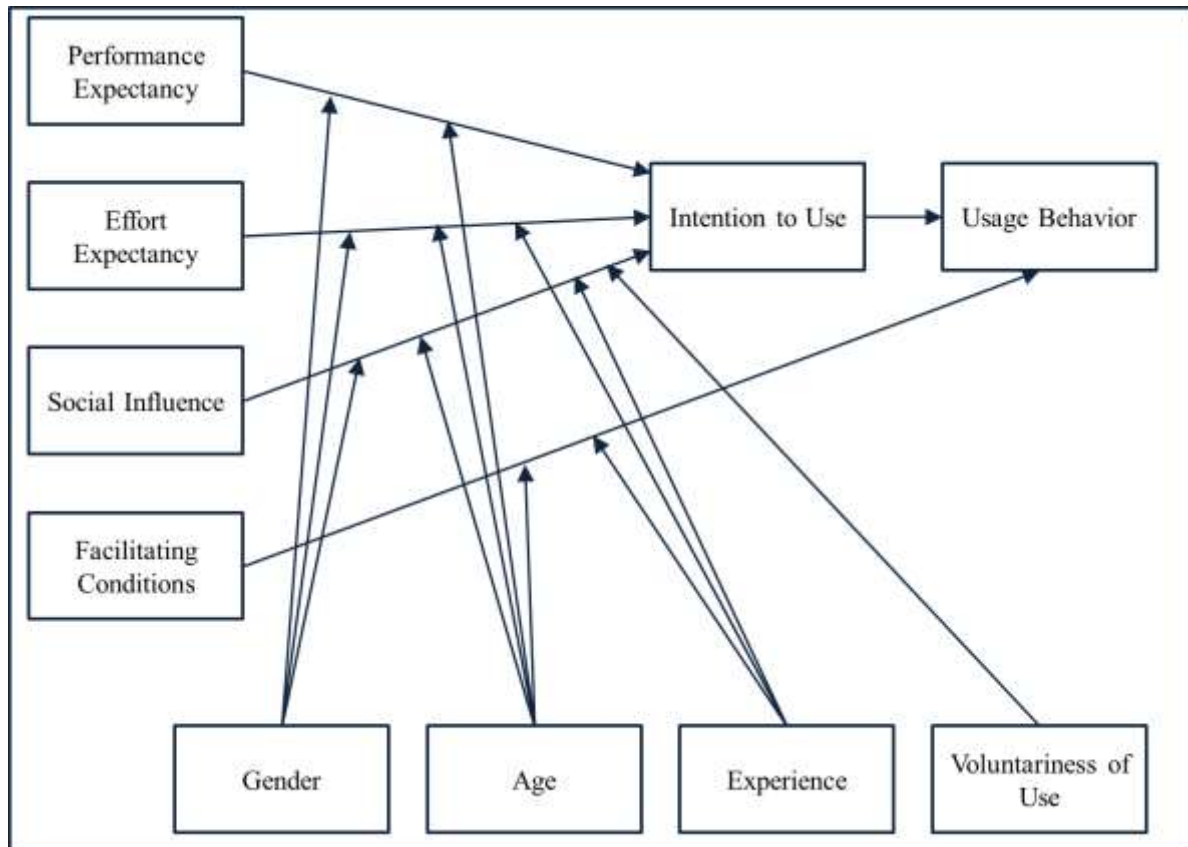 Performance
Expectancy
Effort
Expectancy
Intention to Use
Usage Behavior
Social Influence
Facilitating
Conditions
Gender
Age
Experience
Voluntariness of
Use